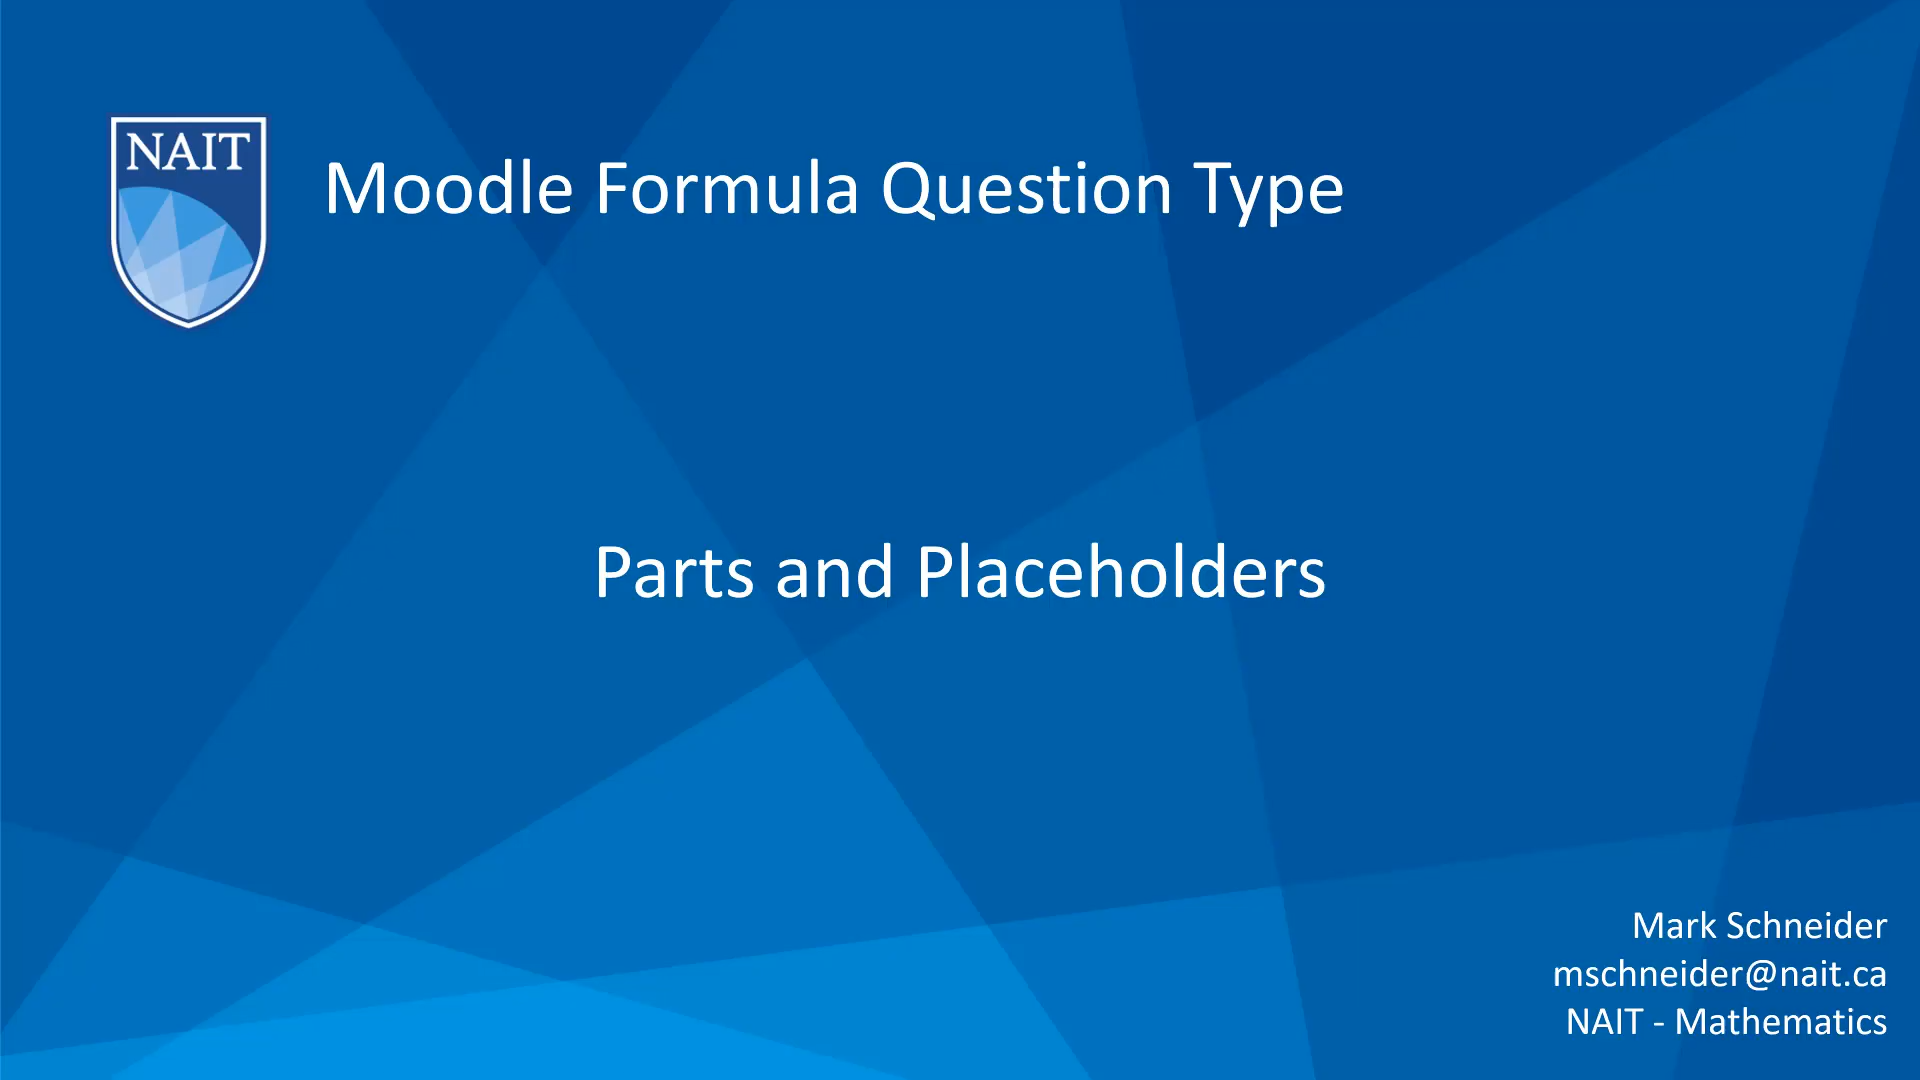 NAIT
Moodle Formula Question Type
Parts and Placeholders
Mark Schneider
mschneider@nait.ca
NAIT - Mathematics